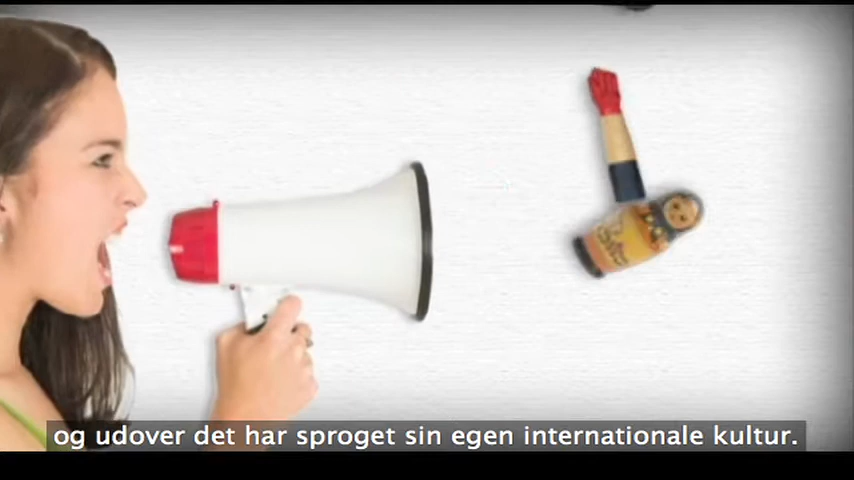 og udover det har sproget sin egen internationale kultur.